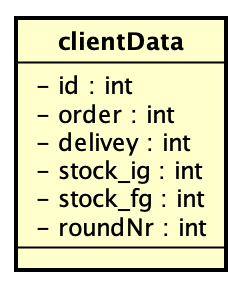 clientData
- id : int
- order : int
- delivey : int
- stock_ig : int
- stock_fg : int
- roundNr : int